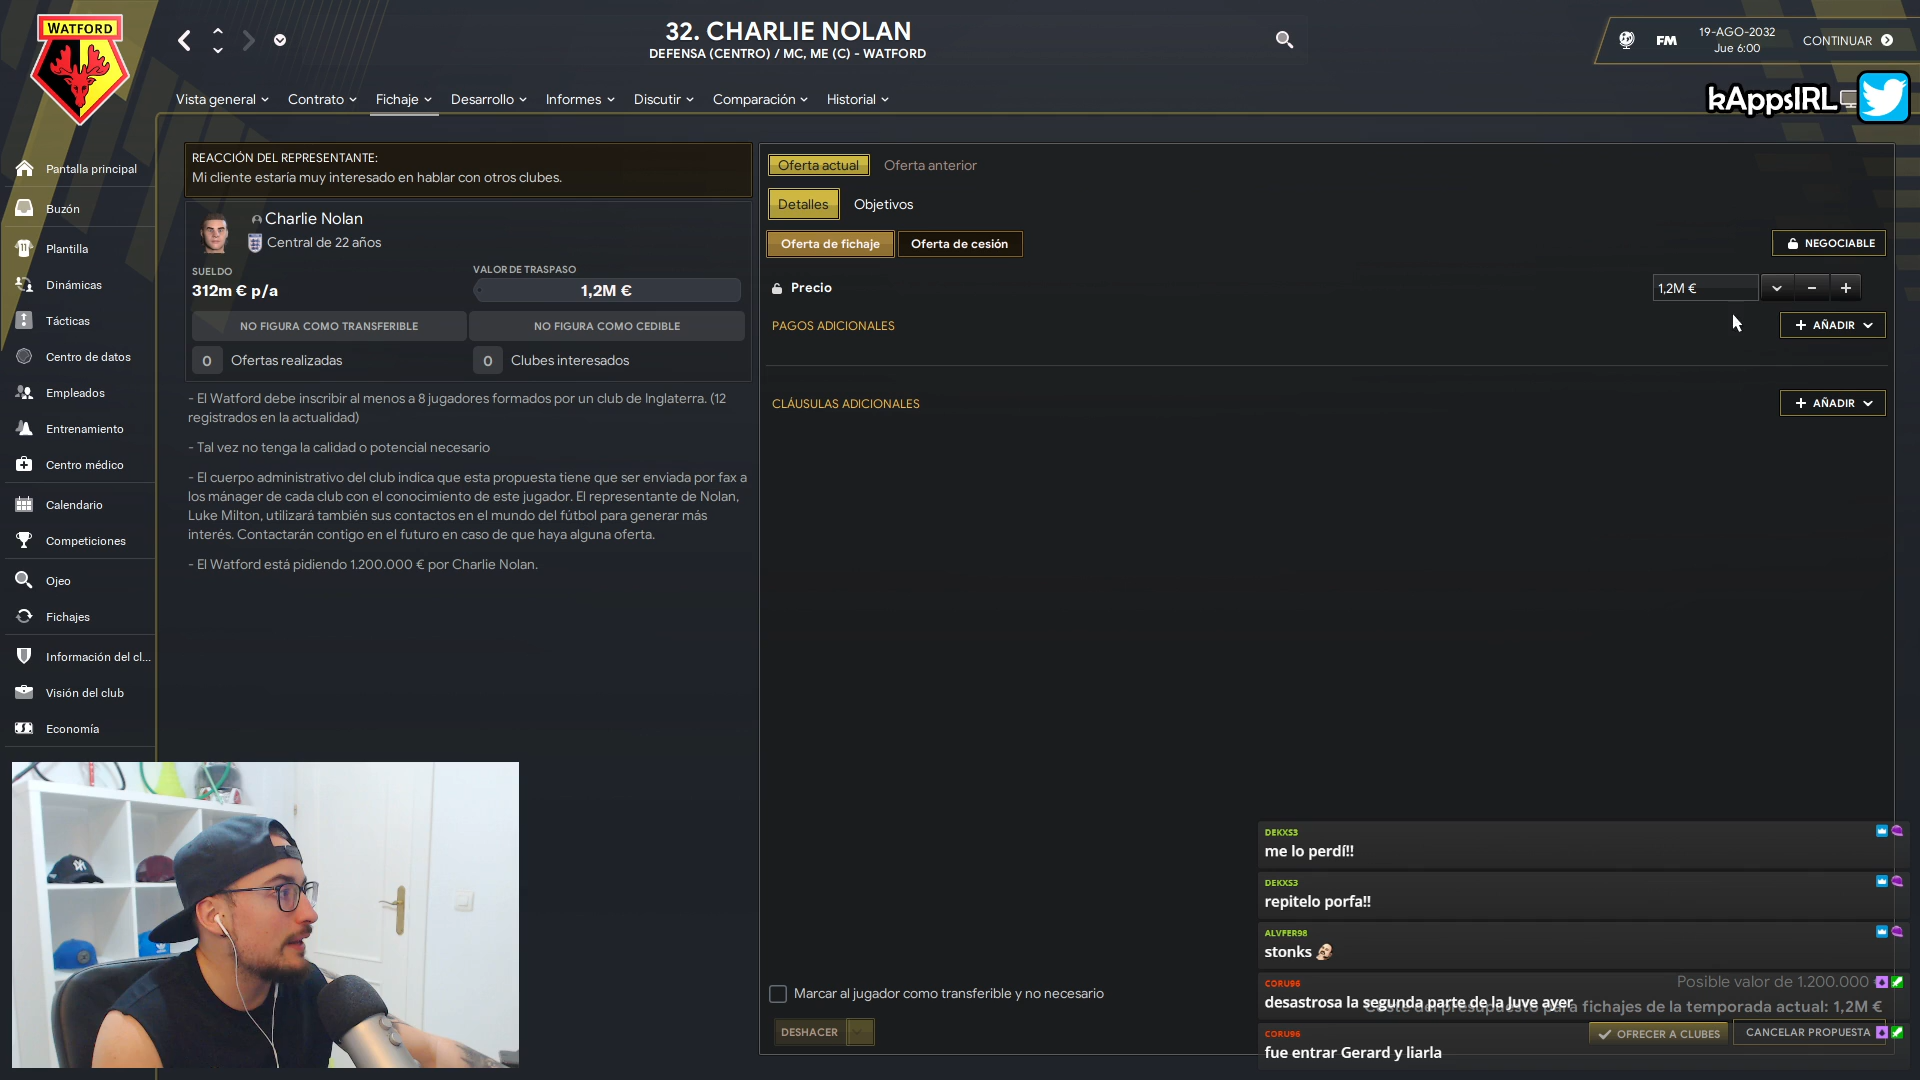 WATFORD
32. CHARLIE NOLAN
DEFENSA (CENTRO) / MC, ME (C) - WATFORD
FM
19-AGO-2032
Jue 6:00
CONTINUAR
kAppsIRL
Vista general
Contrato
Fichaje
Desarrollo
Informes
Discutir
Comparación
Historial
Pantalla principal
Buzón
Plantilla
Dinámicas
Tácticas
Centro de datos
Empleados
Entrenamiento
Centro médico
Calendario
Competiciones
Ojeo
Fichajes
Información del cl...
Visión del club
Economía
REACCIÓN DEL REPRESENTANTE:
Mi cliente estaría muy interesado en hablar con otros clubes.
Charlie Nolan
Central de 22 años
SUELDO
312m € p/a
VALOR DE TRASPASO
1,2M €
NO FIGURA COMO TRANSFERIBLE
NO FIGURA COMO CEDIBLE
0 Ofertas realizadas
0 Clubes interesados
- El Watford debe inscribir al menos a 8 jugadores formados por un club de Inglaterra. (12
registrados en la actualidad)
- Tal vez no tenga la calidad o potencial necesario
- El cuerpo administrativo del club indica que esta propuesta tiene que ser enviada por fax a
los mánager de cada club con el conocimiento de este jugador. El representante de Nolan,
Luke Milton, utilizará también sus contactos en el mundo del fútbol para generar más
interés. Contactarán contigo en el futuro en caso de que haya alguna oferta.
- El Watford está pidiendo 1.200.000 € por Charlie Nolan.
Oferta actual
Oferta anterior
Detalles
Objetivos
Oferta de fichaje
Oferta de cesión
NEGOCIABLE
Precio
1,2M €
PAGOS ADICIONALES
AÑADIR
CLÁUSULAS ADICIONALES
AÑADIR
DEKXS3
me lo perdí!!
DEKXS3
repitelo porfa!!
ALVFER98
stonks
CORU96
desastrosa la segunda parte de la Juve ayer
CORU96
fue entrar Gerard y liarla
Posible valor de 1.200.000
Coste del presupuesto para fichajes de la temporada actual: 1,2M €
Marcar al jugador como transferible y no necesario
DESHACER
OFRECER A CLUBES
CANCELAR PROPUESTA